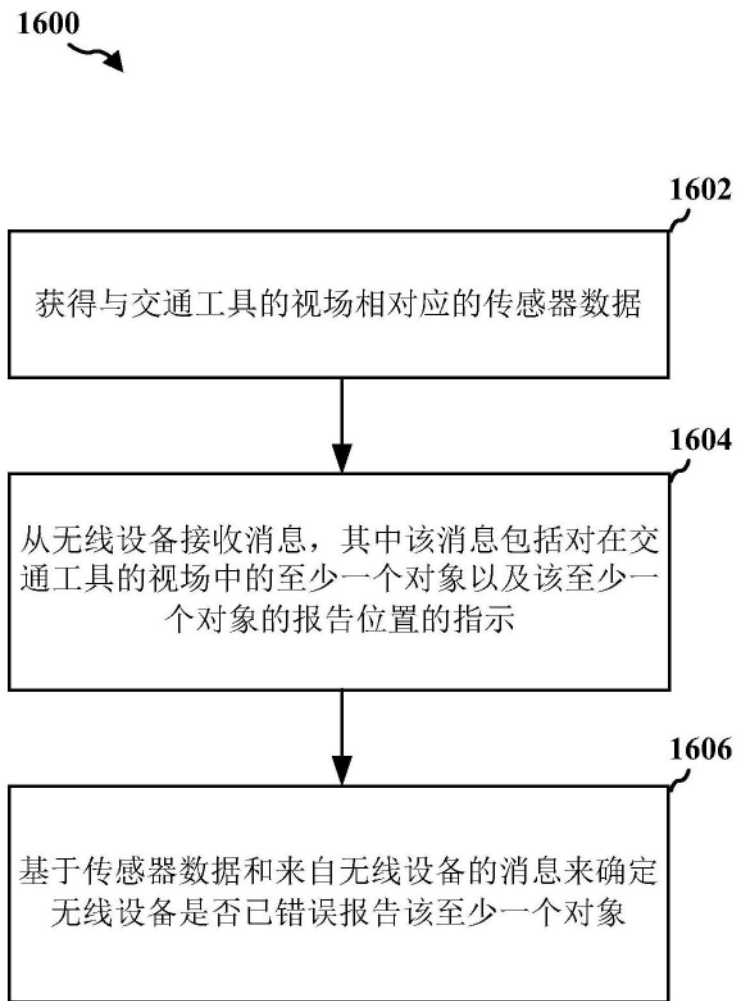 1600
1602
获得与交通工具的视场相对应的传感器数据
1604
从无线设备接收消息，其中该消息包括对在交
通工具的视场中的至少一个对象以及该至少一
个对象的报告位置的指示
1606
基于传感器数据和来自无线设备的消息来确定
无线设备是否已错误报告该至少一个对象